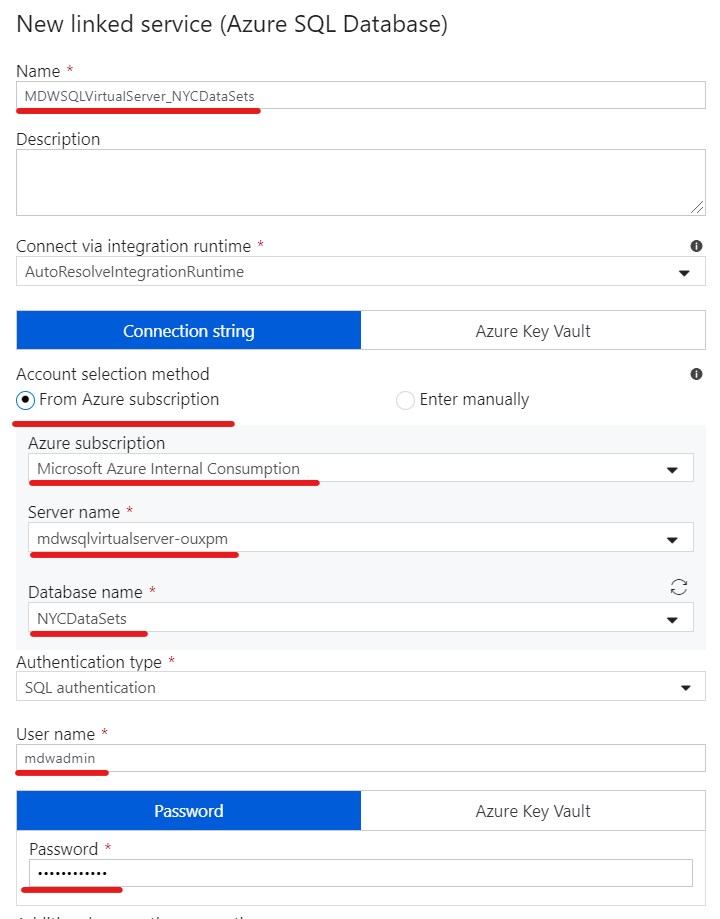 New linked service (Azure SQL Database)
Name *
MDWSQLVirtualServer_NYCDataSets
Description
Connect via integration runtime *
AutoResolveIntegrationRuntime
Connection string Azure Key Vault
Account selection method
From Azure subscription Enter manually
Azure subscription
Microsoft Azure Internal Consumption
Server name *
mdwsqlvirtualserver-ouxpm
Database name *
NYCDataSets
Authentication type *
SQL authentication
User name *
mdwadmin
Password Azure Key Vault
Password *
••••••••••••